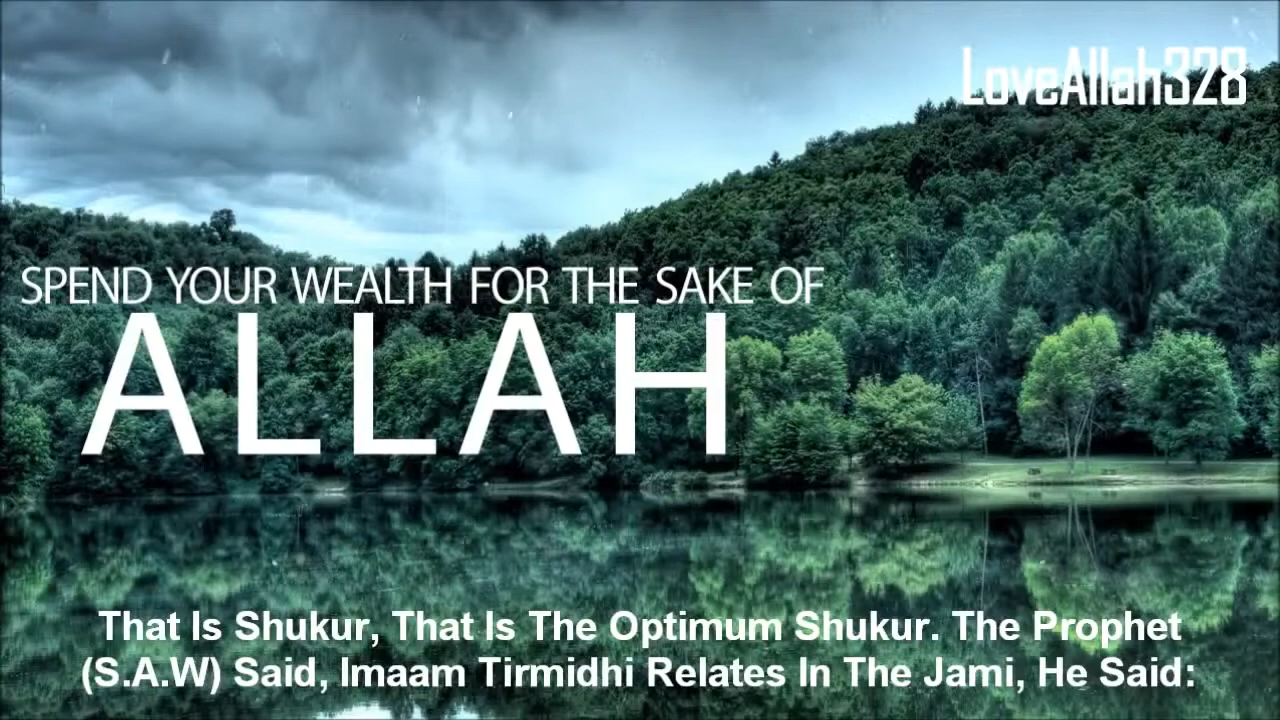 LoveAllah328
SPEND YOUR WEALTH FOR THE SAKE OF
ALLAH
That Is Shukur, That Is The Optimum Shukur. The Prophet
(S.A.W) Said, Imaam Tirmidhi Relates In The Jami, He Said: